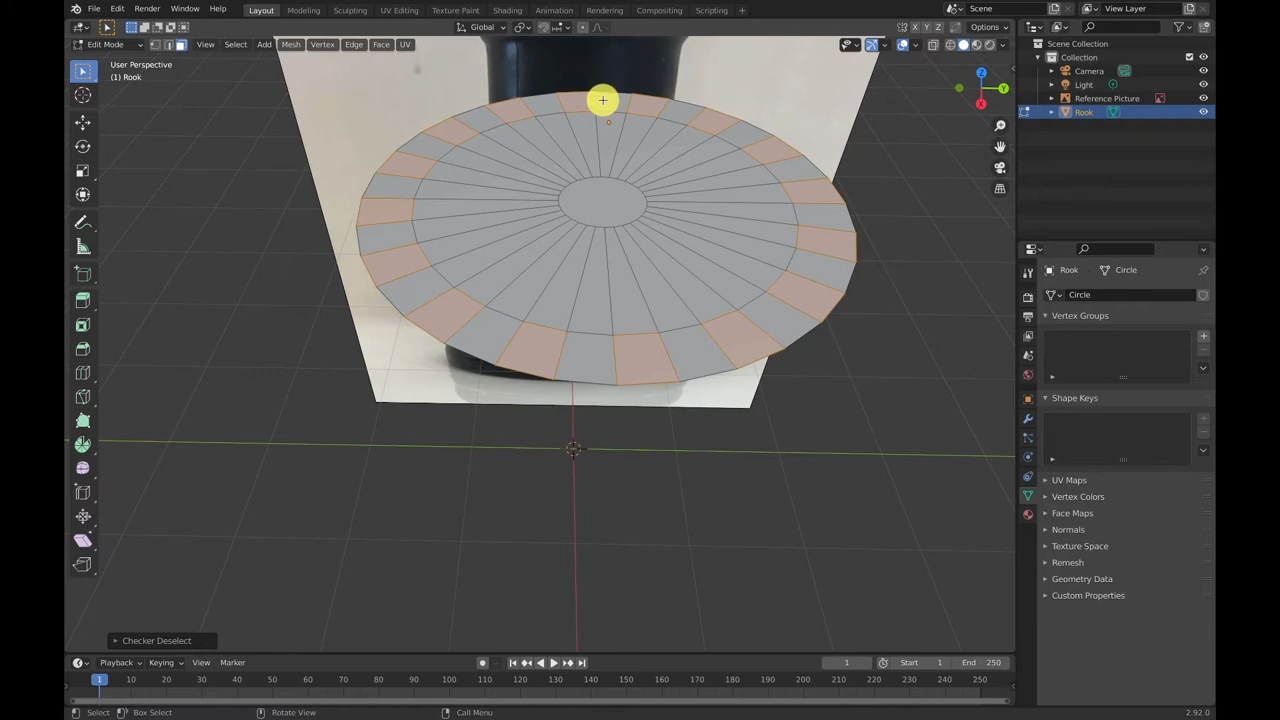 File Edit Render Window Help Layout Modeling Sculpting UV Editing Texture Paint Shading Animation Rendering Compositing Scripting + Scene View Layer
Global X Y Z Options
Edit Mode View Select Add Mesh Vertex Edge Face UV
Scene Collection
Collection
Camera
Light
Reference Picture
Rook
User Perspective
(1) Rook
Z
Y
X
Rook Circle
Circle
Vertex Groups
Shape Keys
UV Maps
Vertex Colors
Face Maps
Normals
Texture Space
Remesh
Geometry Data
Custom Properties
Checker Deselect
Playback Keying View Marker 1 Start 1 End 250
1 10 20 30 40 50 60 70 80 90 100 110 120 130 140 150 160 170 180 190 200 210 220 230 240 250
Select Box Select Rotate View Call Menu 2.92.0